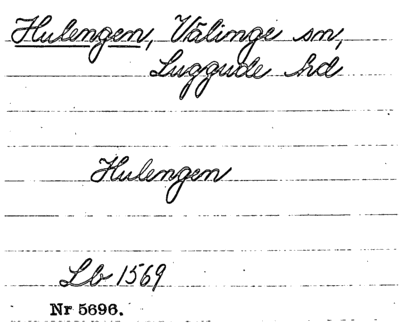 Hulengen, Välinge sn,
Luggude hd
Hulengen
Lb 1569
Nr 5696.